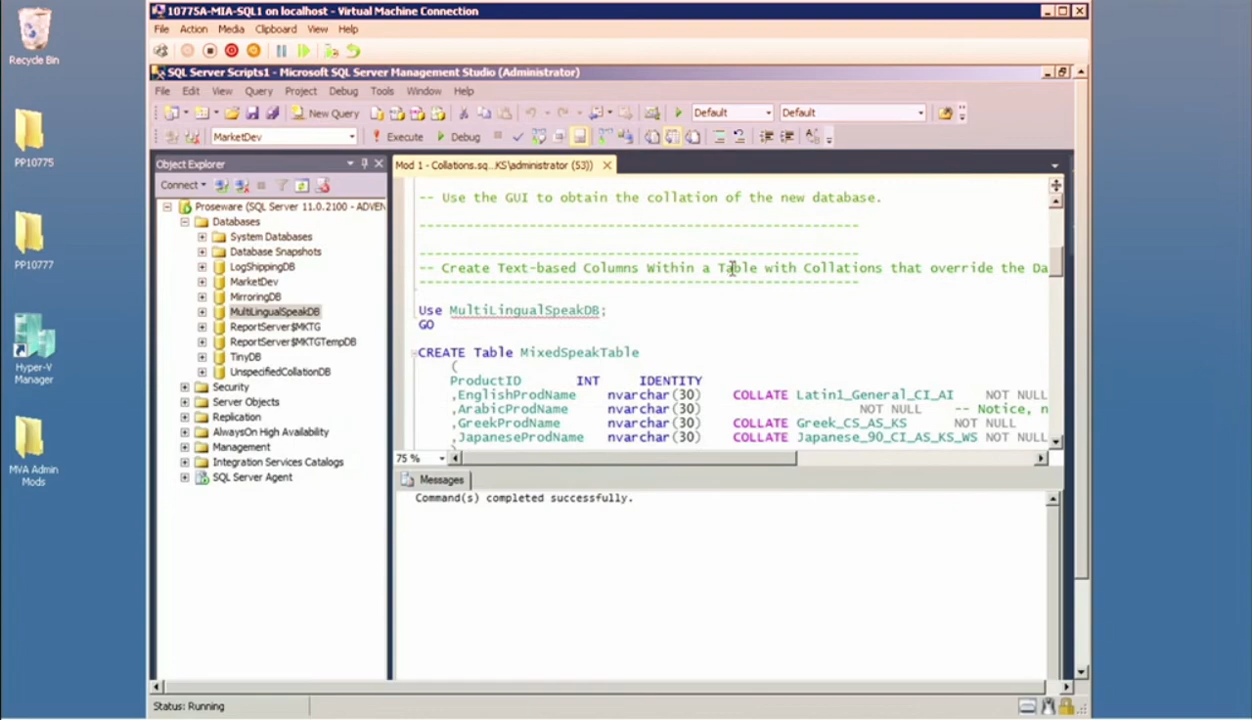 10775A-MIA-SQL1 on localhost - Virtual Machine Connection
File Action Media Clipboard View Help
SQL Server Scripts1 - Microsoft SQL Server Management Studio (Administrator)
File Edit View Query Project Debug Tools Window Help
New Query
Default
Default
MarketDev
Execute
Debug
Recycle Bin
PP10775
PP10777
Hyper-V
Manager
MVA Admin
Mods
Object Explorer
Connect
Proseware (SQL Server 11.0.2100 - ADVEN
Databases
System Databases
Database Snapshots
LogShippingDB
MarketDev
MirroringDB
MultiLingualSpeakDB
ReportServer$MKTG
ReportServer$MKTGTempDB
TinyDB
UnspecifiedCollationDB
Security
Server Objects
Replication
AlwaysOn High Availability
Management
Integration Services Catalogs
SQL Server Agent
Mod 1 - Collations.sq...KS\administrator (53))
-- Use the GUI to obtain the collation of the new database.
-- Create Text-based Columns Within a Table with Collations that override the Da
Use MultiLingualSpeakDB;
GO
CREATE Table MixedSpeakTable
(
ProductID INT IDENTITY
,EnglishProdName nvarchar(30) COLLATE Latin1_General_CI_AI NOT NULL
,ArabicProdName nvarchar(30) NOT NULL -- Notice, n
,GreekProdName nvarchar(30) COLLATE Greek_CS_AS_KS NOT NULL
,JapaneseProdName nvarchar(30) COLLATE Japanese_90_CI_AS_KS_WS NOT NULL
75 %
Messages
Command(s) completed successfully.
Status: Running